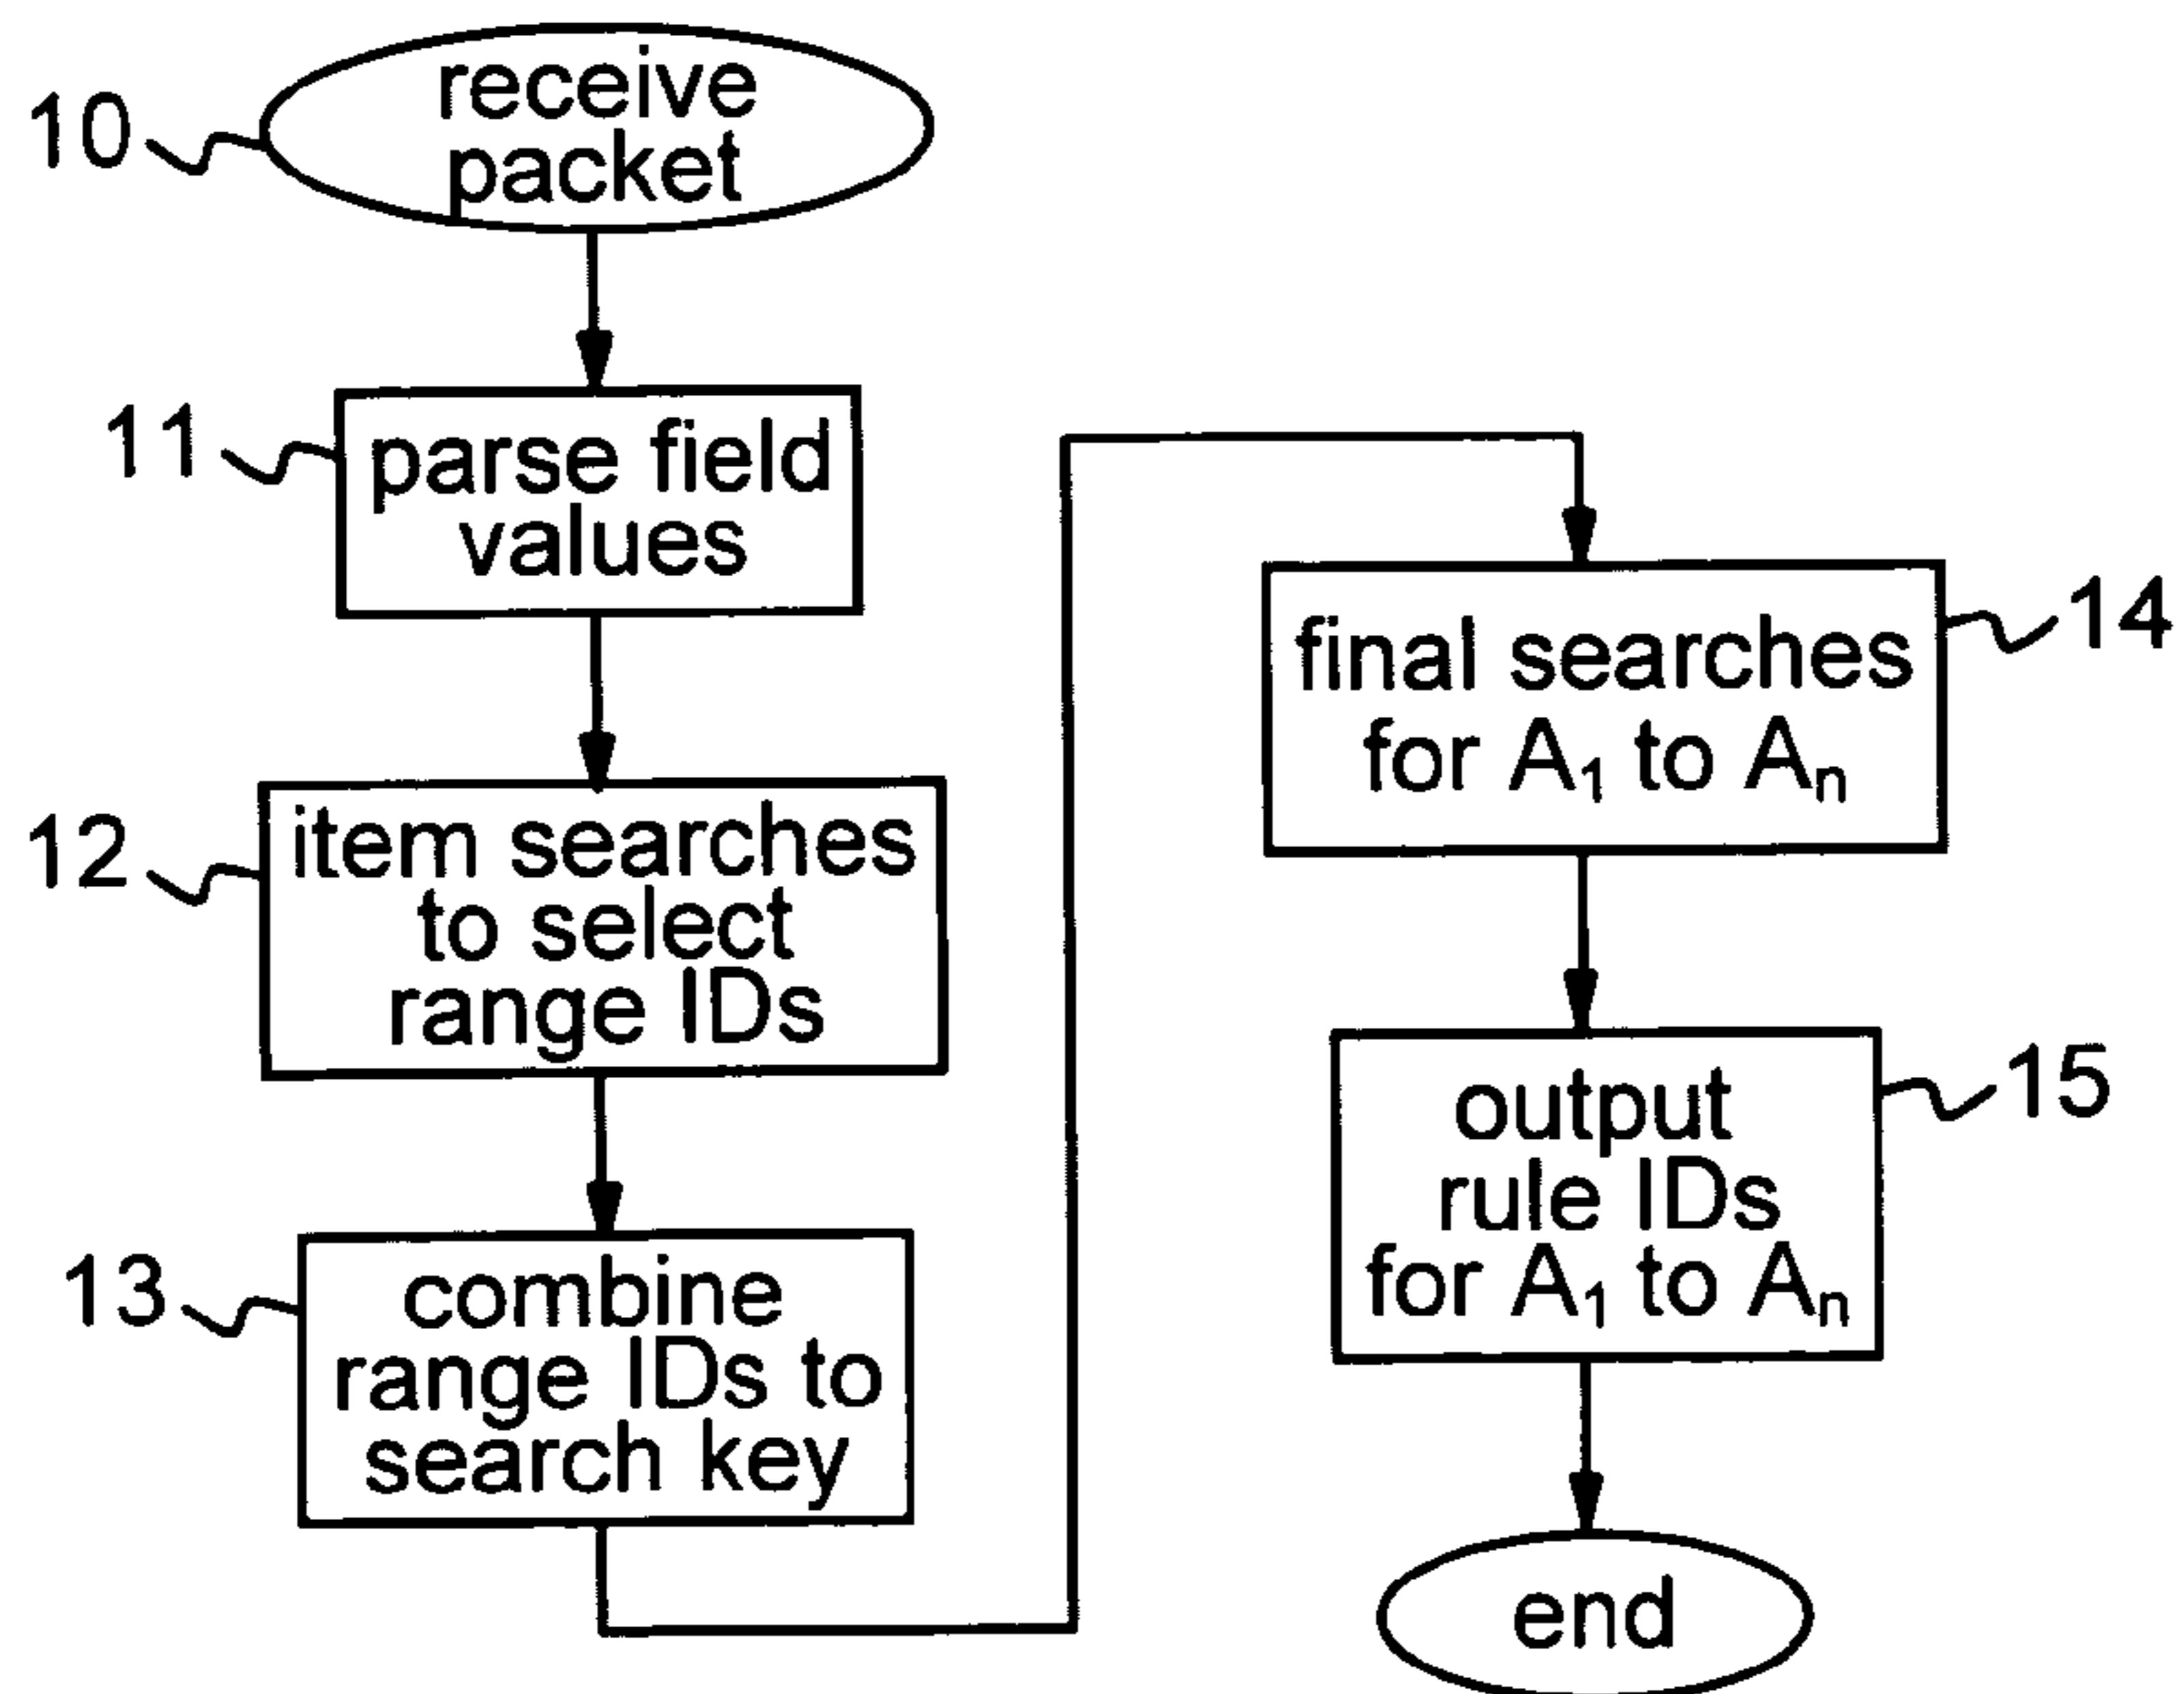 10
receive
packet
11
parse field
values
12
item searches
to select
range IDs
13
combine
range IDs to
search key
14
final searches
for A₁ to Aₙ
15
output
rule IDs
for A₁ to Aₙ
end